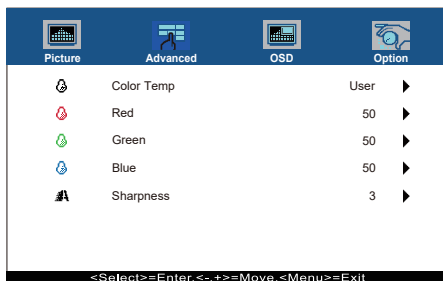 Picture Advanced OSD Option
Color Temp User
Red 50
Green 50
Blue 50
Sharpness 3
<Select>=Enter,<-,+>=Move,<Menu>=Exit